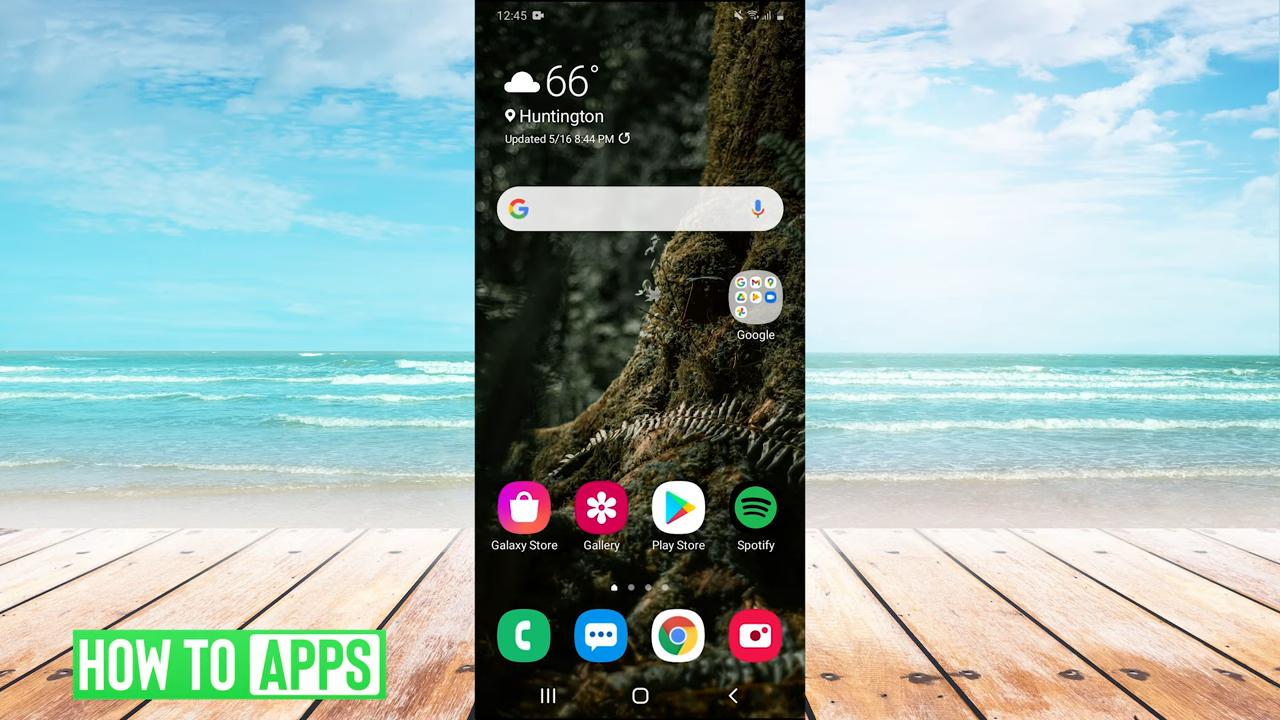 12:45
66°
Huntington
Updated 5/16 8:44 PM
Google
Galaxy Store
Gallery
Play Store
Spotify
HOW TO APPS